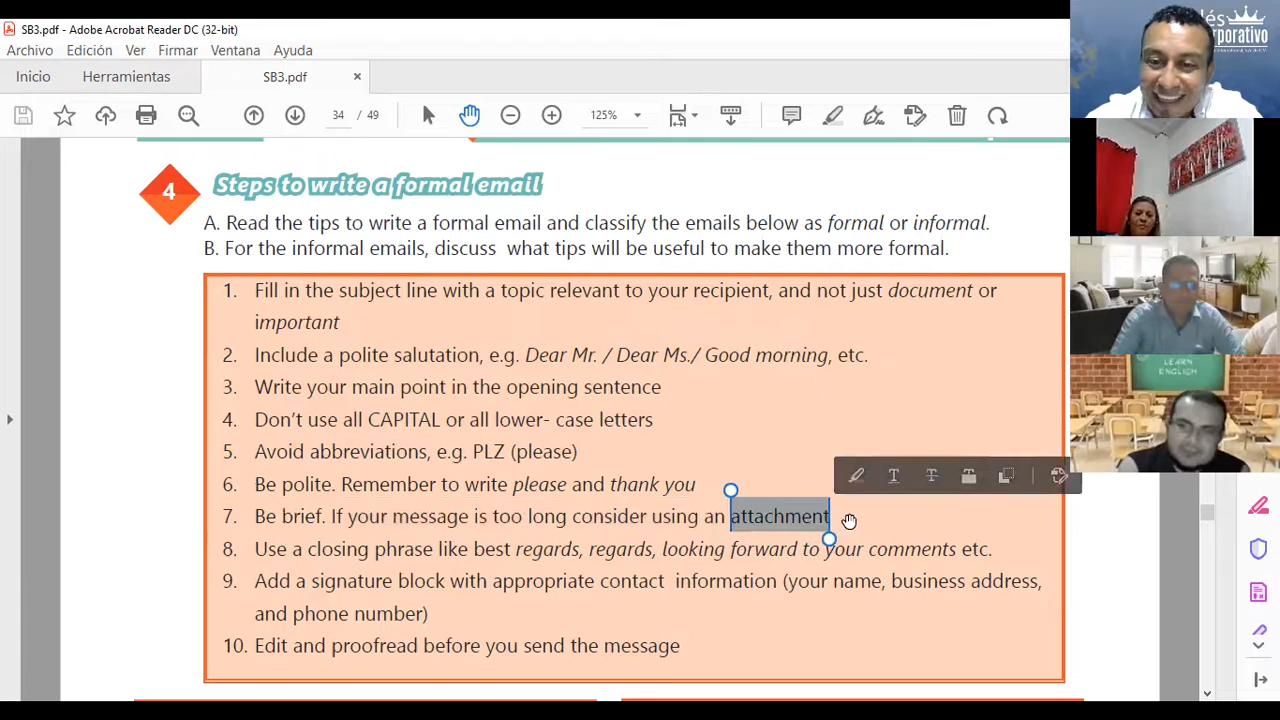 SB3.pdf - Adobe Acrobat Reader DC (32-bit)
Archivo Edición Ver Firmar Ventana Ayuda
Inicio Herramientas SB3.pdf ×
34 / 49 125%
4 Steps to write a formal email
A. Read the tips to write a formal email and classify the emails below as formal or informal.
B. For the informal emails, discuss what tips will be useful to make them more formal.
1. Fill in the subject line with a topic relevant to your recipient, and not just document or
important
2. Include a polite salutation, e.g. Dear Mr. / Dear Ms./ Good morning, etc.
3. Write your main point in the opening sentence
4. Don't use all CAPITAL or all lower- case letters
5. Avoid abbreviations, e.g. PLZ (please)
6. Be polite. Remember to write please and thank you
7. Be brief. If your message is too long consider using an attachment
8. Use a closing phrase like best regards, regards, looking forward to your comments etc.
9. Add a signature block with appropriate contact information (your name, business address,
and phone number)
10. Edit and proofread before you send the message
LEARN
ENGLISH